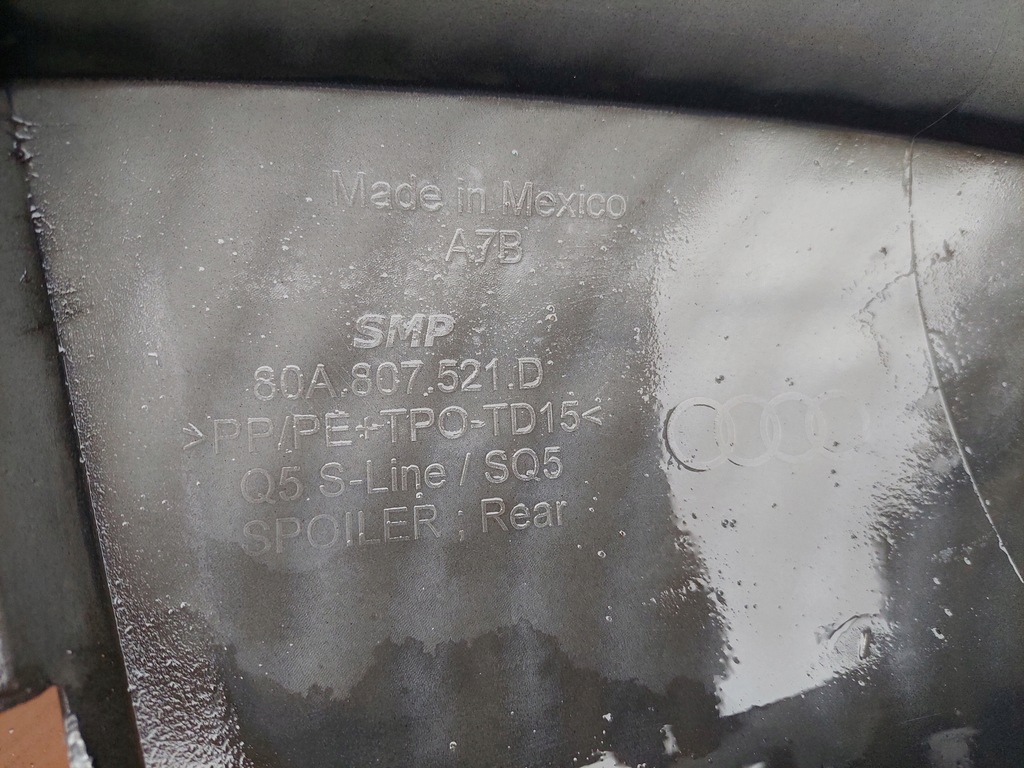 Made in Mexico
A7B
SMP
80A.807.521.D
>PP/PE+TPO-TD15<
Q5 S-Line / SQ5
SPOILER ; Rear